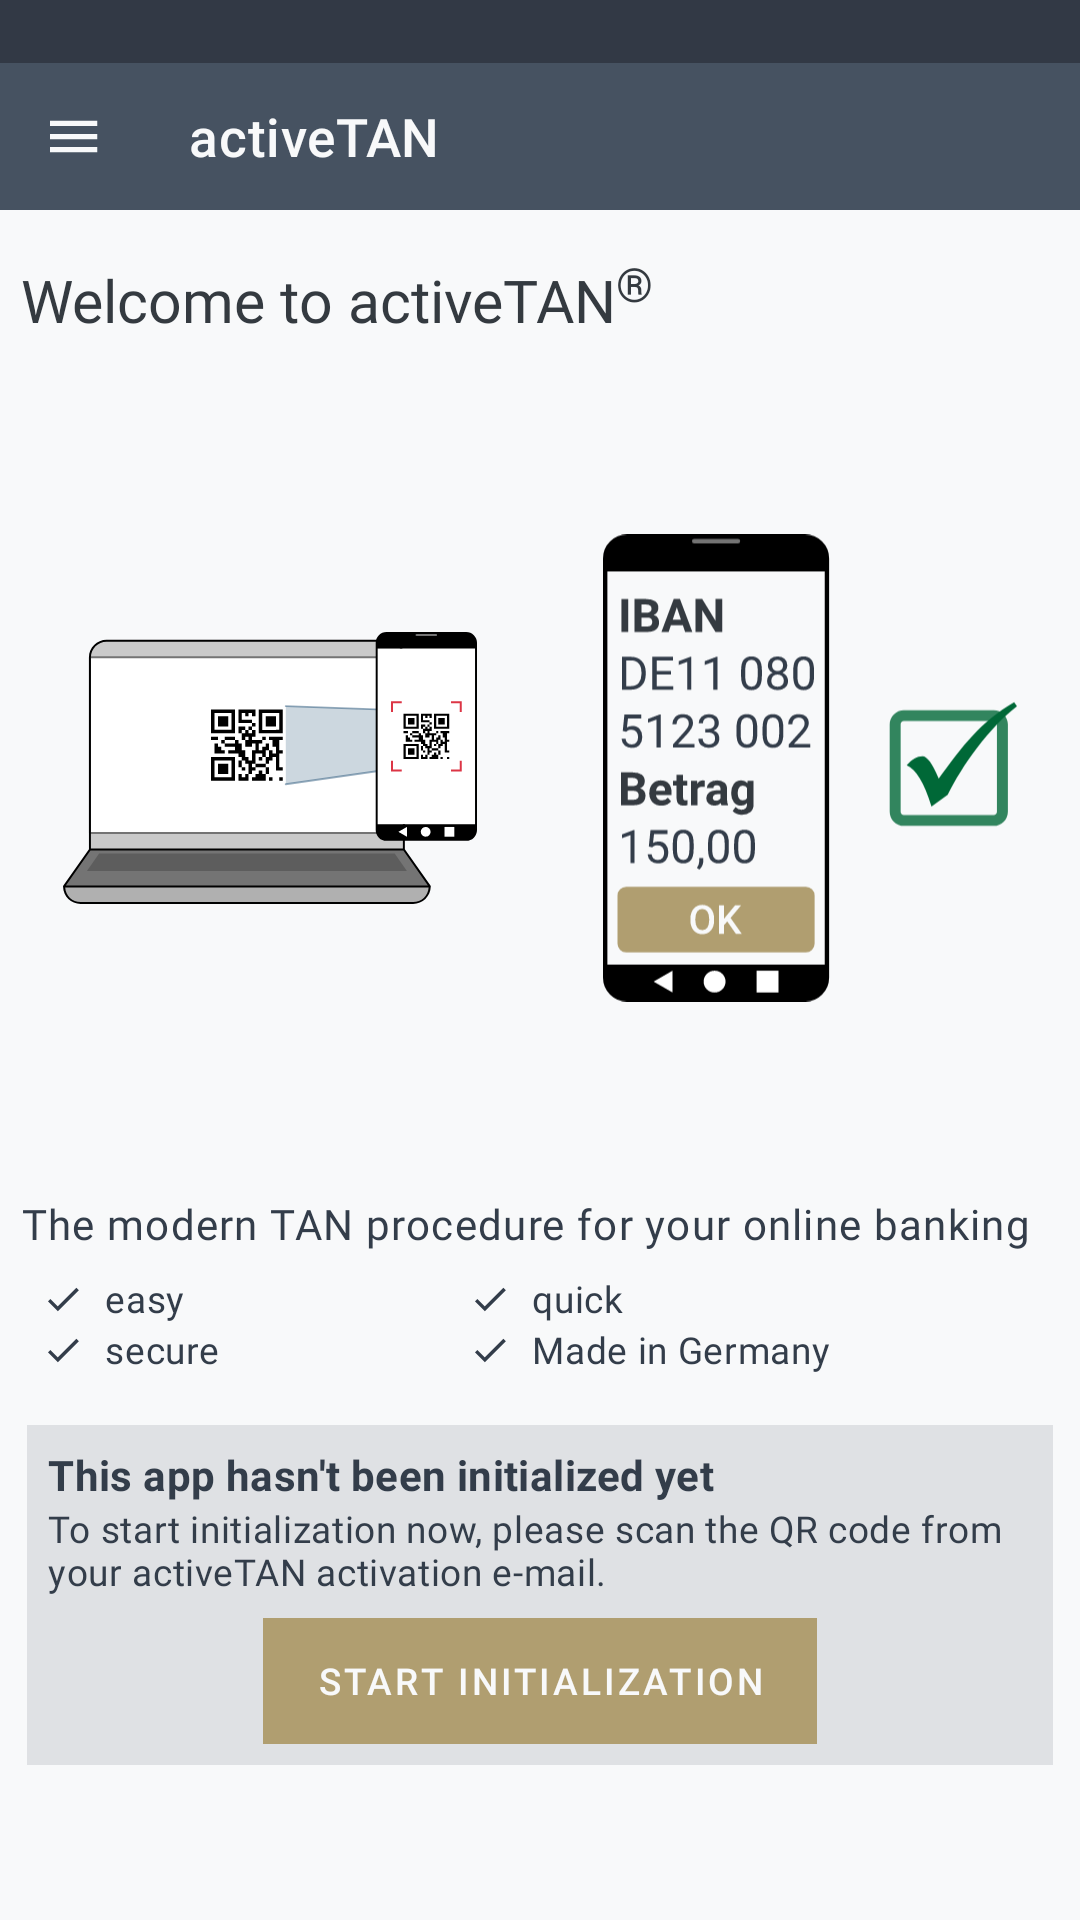 activeTAN
Welcome to activeTAN®
IBAN
DE11 080
5123 002
Betrag
150,00
OK
The modern TAN procedure for your online banking
easy
quick
secure
Made in Germany
This app hasn't been initialized yet
To start initialization now, please scan the QR code from
your activeTAN activation e-mail.
START INITIALIZATION